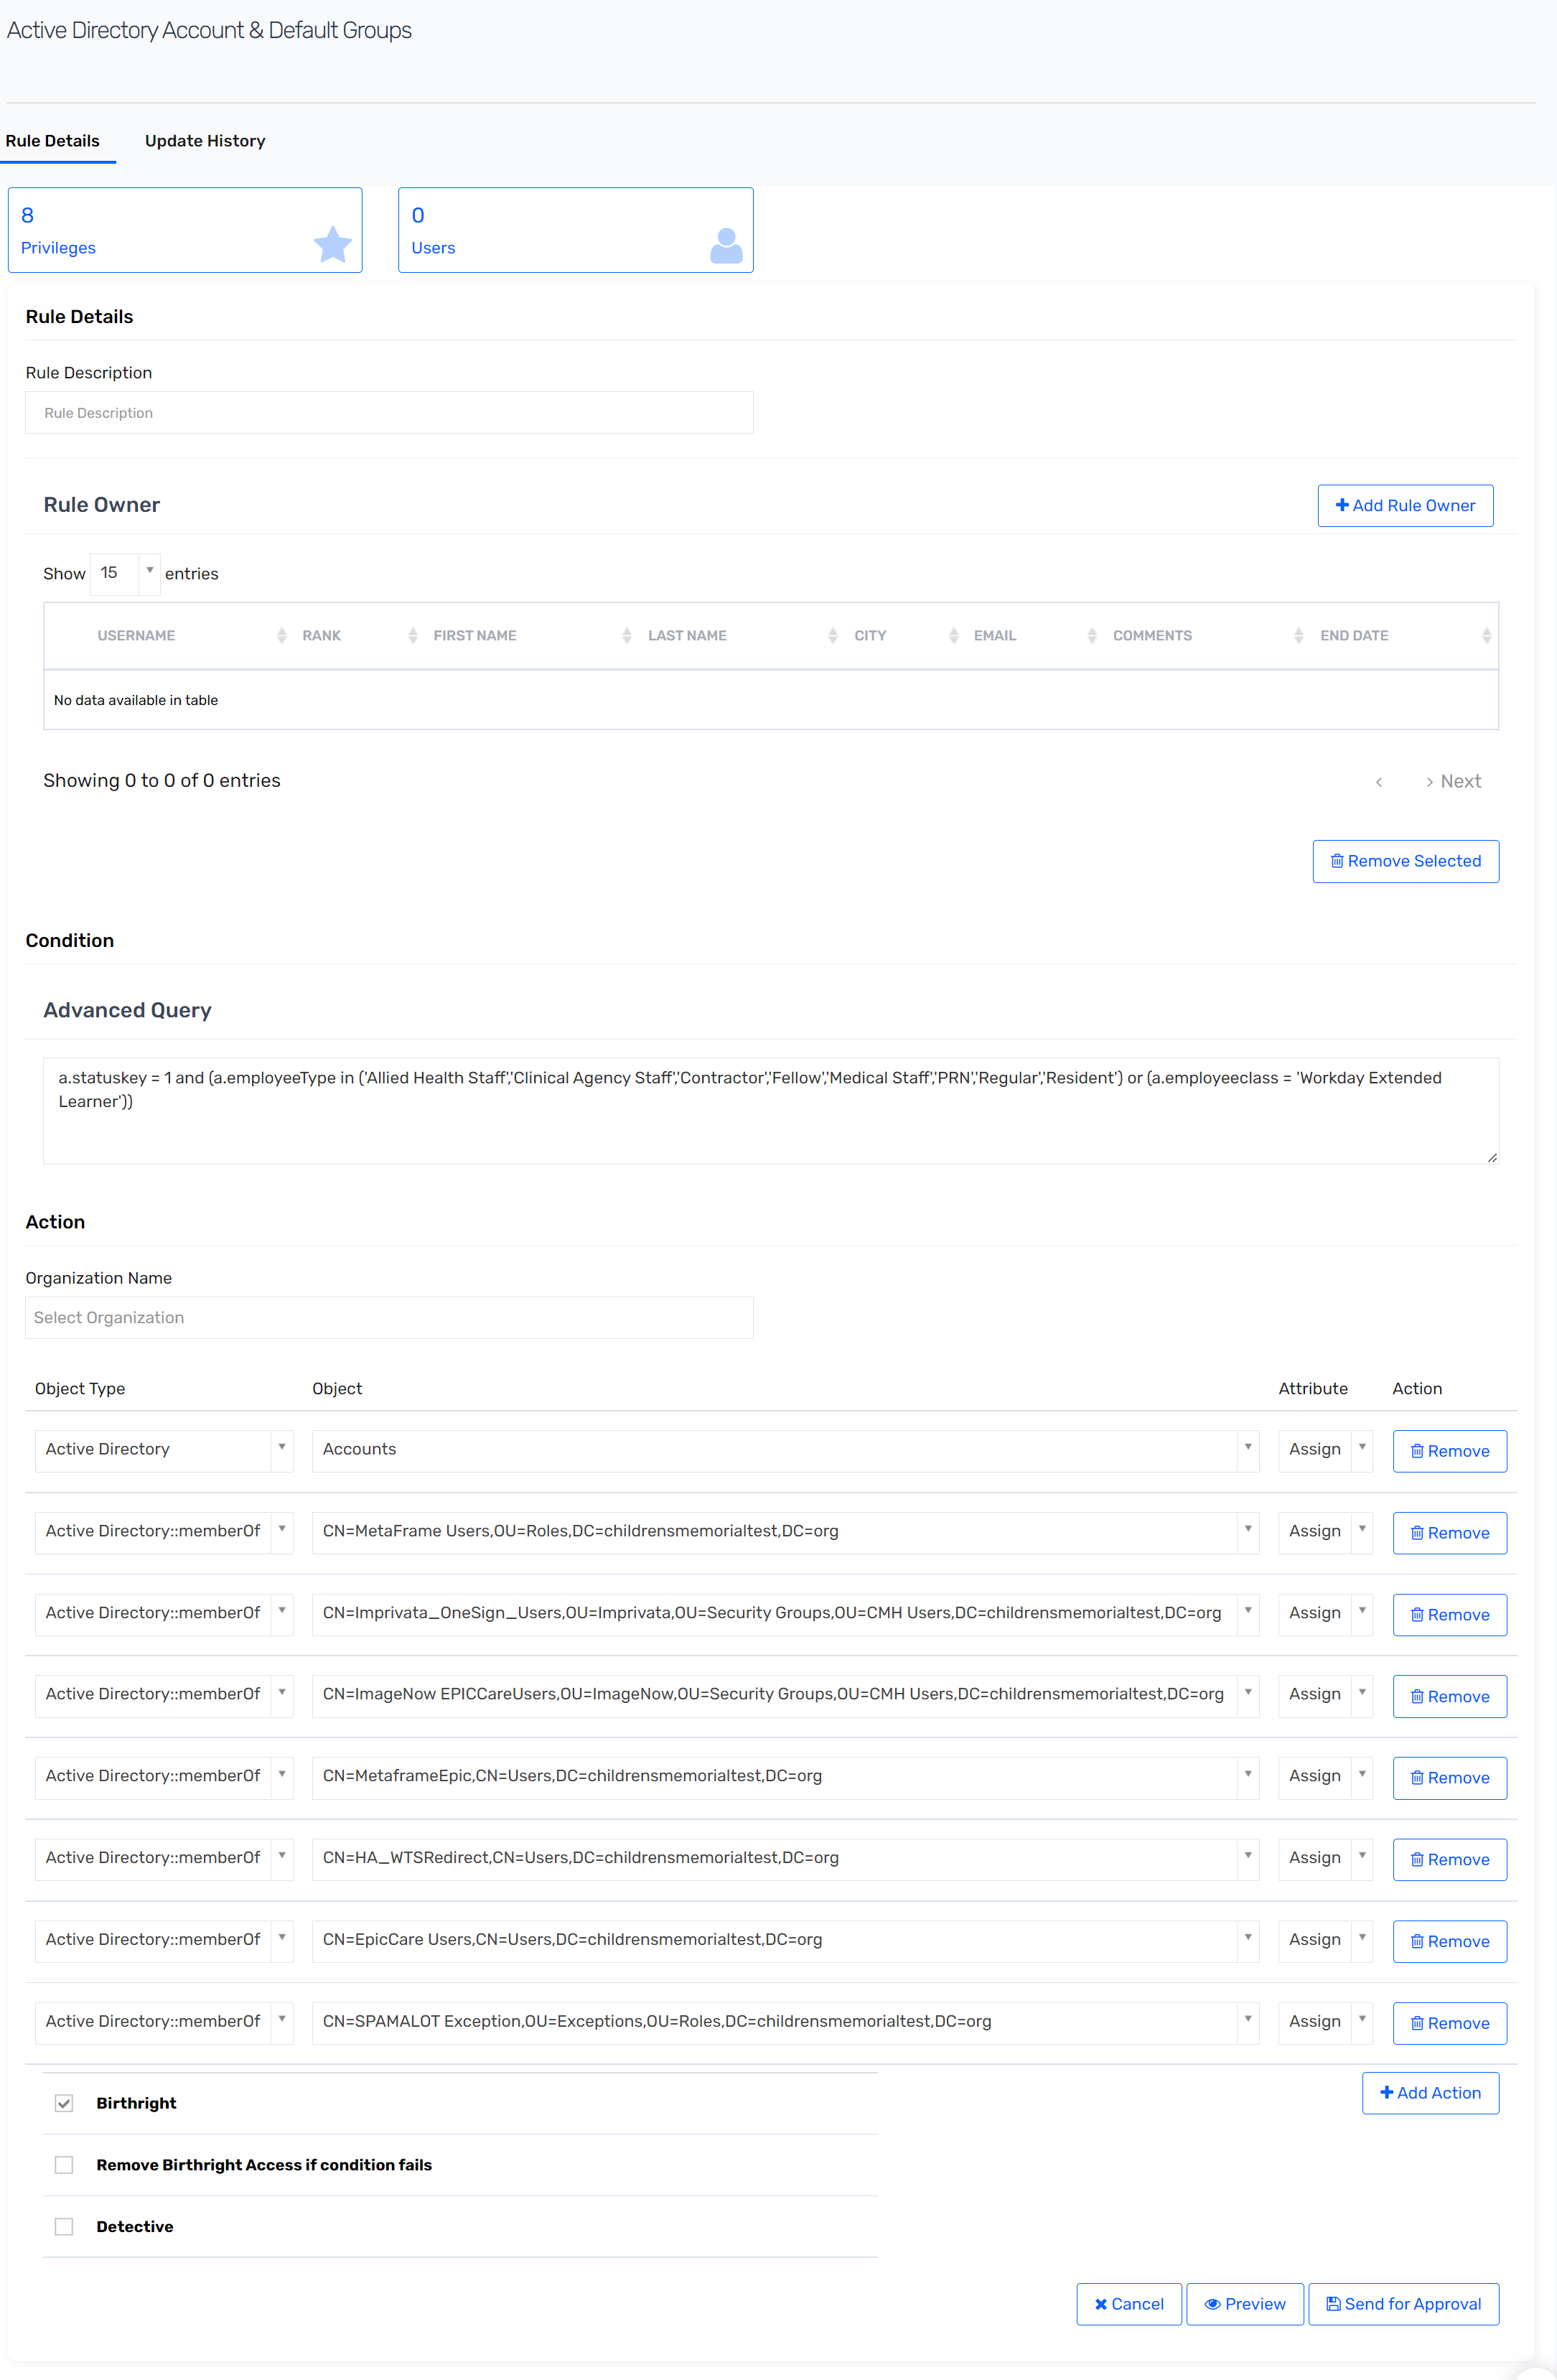 Active Directory Account & Default Groups
Rule Details Update History
8
Privileges
0
Users
Rule Details
Rule Description
Rule Description
Rule Owner
Add Rule Owner
Show 15 entries
USERNAME RANK FIRST NAME LAST NAME CITY EMAIL COMMENTS END DATE
No data available in table
Showing 0 to 0 of 0 entries
‹ › Next
Remove Selected
Condition
Advanced Query
a.statuskey = 1 and (a.employeeType in ('Allied Health Staff','Clinical Agency Staff','Contractor','Fellow','Medical Staff','PRN','Regular','Resident') or (a.employeeclass = 'Workday Extended
Learner'))
Action
Organization Name
Select Organization
Object Type Object Attribute Action
Active Directory Accounts Assign Remove
Active Directory::memberOf CN=MetaFrame Users,OU=Roles,DC=childrensmemorialtest,DC=org Assign Remove
Active Directory::memberOf CN=Imprivata_OneSign_Users,OU=Imprivata,OU=Security Groups,OU=CMH Users,DC=childrensmemorialtest,DC=org Assign Remove
Active Directory::memberOf CN=ImageNow EPICCareUsers,OU=ImageNow,OU=Security Groups,OU=CMH Users,DC=childrensmemorialtest,DC=org Assign Remove
Active Directory::memberOf CN=MetaframeEpic,CN=Users,DC=childrensmemorialtest,DC=org Assign Remove
Active Directory::memberOf CN=HA_WTSRedirect,CN=Users,DC=childrensmemorialtest,DC=org Assign Remove
Active Directory::memberOf CN=EpicCare Users,CN=Users,DC=childrensmemorialtest,DC=org Assign Remove
Active Directory::memberOf CN=SPAMALOT Exception,OU=Exceptions,OU=Roles,DC=childrensmemorialtest,DC=org Assign Remove
Add Action
Birthright
Remove Birthright Access if condition fails
Detective
Cancel Preview Send for Approval